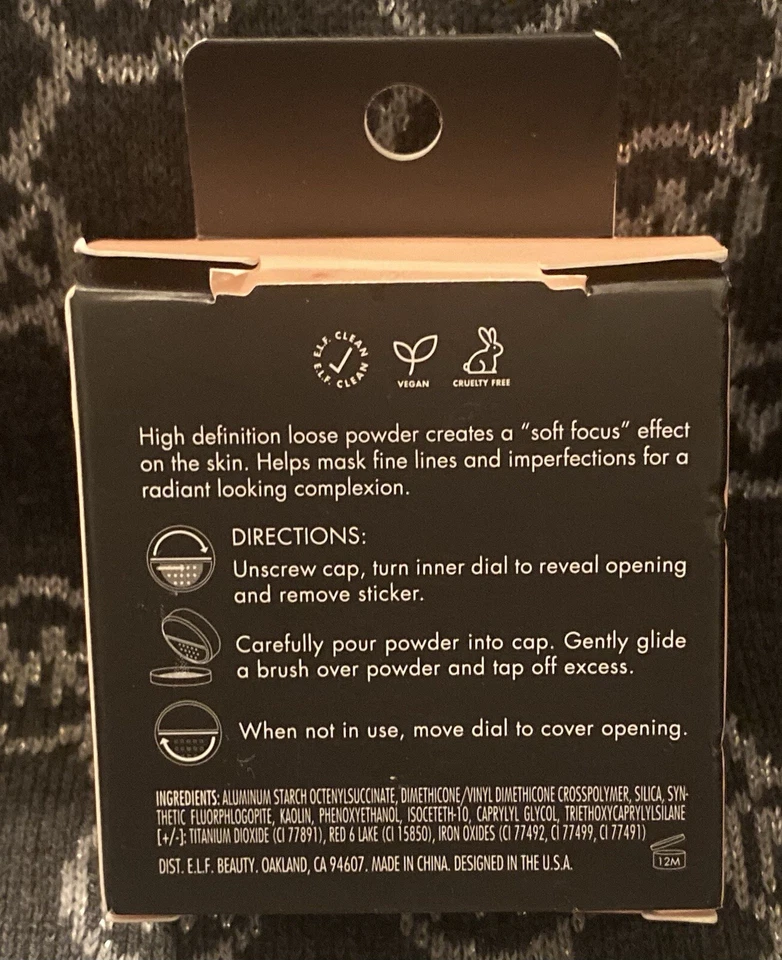 E.L.F. CLEAN E.L.F. CLEAN
VEGAN
CRUELTY FREE
High definition loose powder creates a “soft focus” effect
on the skin. Helps mask fine lines and imperfections for a
radiant looking complexion.
DIRECTIONS:
Unscrew cap, turn inner dial to reveal opening
and remove sticker.
Carefully pour powder into cap. Gently glide
a brush over powder and tap off excess.
When not in use, move dial to cover opening.
INGREDIENTS: ALUMINUM STARCH OCTENYLSUCCINATE, DIMETHICONE/VINYL DIMETHICONE CROSSPOLYMER, SILICA, SYN-
THETIC FLUORPHLOGOPITE, KAOLIN, PHENOXYETHANOL, ISOCETETH-10, CAPRYLYL GLYCOL, TRIETHOXYCAPRYLYLSILANE
[+/-]: TITANIUM DIOXIDE (CI 77891), RED 6 LAKE (CI 15850), IRON OXIDES (CI 77492, CI 77499, CI 77491)
DIST. E.L.F. BEAUTY. OAKLAND, CA 94607. MADE IN CHINA. DESIGNED IN THE U.S.A.
12M